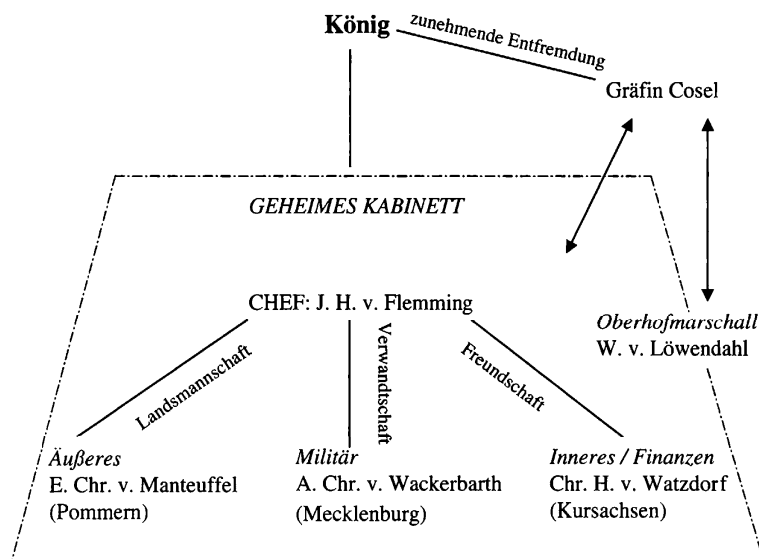 König
zunehmende Entfremdung
Gräfin Cosel
GEHEIMES KABINETT
CHEF: J. H. v. Flemming
Oberhofmarschall
W. v. Löwendahl
Landsmannschaft
Verwandtschaft
Freundschaft
Äußeres
E. Chr. v. Manteuffel
(Pommern)
Militär
A. Chr. v. Wackerbarth
(Mecklenburg)
Inneres / Finanzen
Chr. H. v. Watzdorf
(Kursachsen)